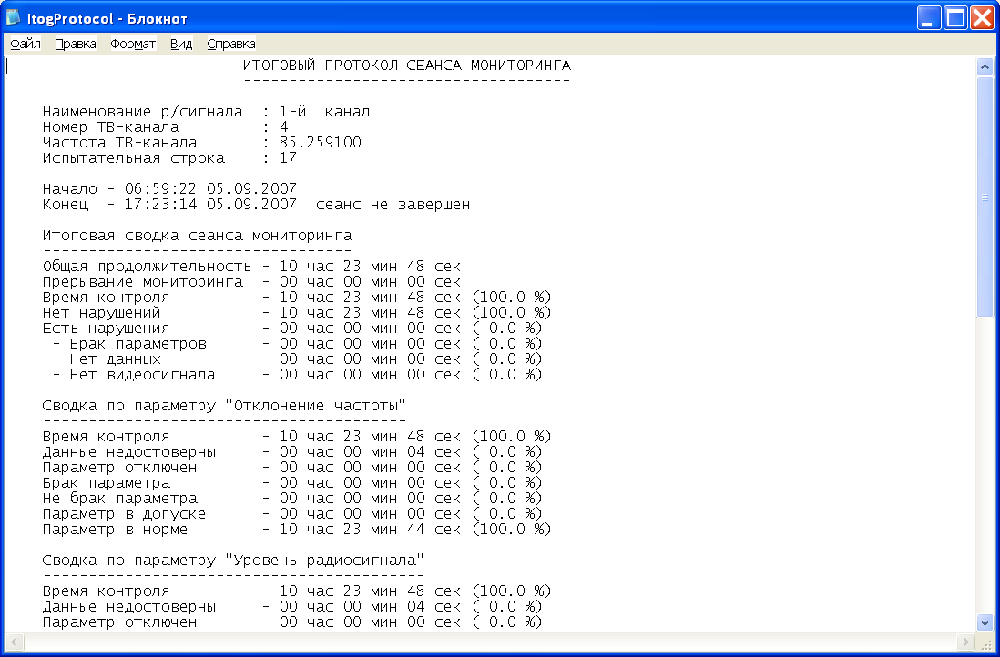 ItogProtocol - Блокнот
Файл Правка Формат Вид Справка
ИТОГОВЫЙ ПРОТОКОЛ СЕАНСА МОНИТОРИНГА
------------------------------------
Наименование р/сигнала : 1-й канал
Номер ТВ-канала : 4
Частота ТВ-канала : 85.259100
Испытательная строка : 17
Начало - 06:59:22 05.09.2007
Конец - 17:23:14 05.09.2007 сеанс не завершен
Итоговая сводка сеанса мониторинга
----------------------------------
Общая продолжительность - 10 час 23 мин 48 сек
Прерывание мониторинга - 00 час 00 мин 00 сек
Время контроля - 10 час 23 мин 48 сек (100.0 %)
Нет нарушений - 10 час 23 мин 48 сек (100.0 %)
Есть нарушения - 00 час 00 мин 00 сек ( 0.0 %)
- Брак параметров - 00 час 00 мин 00 сек ( 0.0 %)
- Нет данных - 00 час 00 мин 00 сек ( 0.0 %)
- Нет видеосигнала - 00 час 00 мин 00 сек ( 0.0 %)
Сводка по параметру "Отклонение частоты"
----------------------------------------
Время контроля - 10 час 23 мин 48 сек (100.0 %)
Данные недостоверны - 00 час 00 мин 04 сек ( 0.0 %)
Параметр отключен - 00 час 00 мин 00 сек ( 0.0 %)
Брак параметра - 00 час 00 мин 00 сек ( 0.0 %)
Не брак параметра - 00 час 00 мин 00 сек ( 0.0 %)
Параметр в допуске - 00 час 00 мин 00 сек ( 0.0 %)
Параметр в норме - 10 час 23 мин 44 сек (100.0 %)
Сводка по параметру "Уровень радиосигнала"
------------------------------------------
Время контроля - 10 час 23 мин 48 сек (100.0 %)
Данные недостоверны - 00 час 00 мин 04 сек ( 0.0 %)
Параметр отключен - 00 час 00 мин 00 сек ( 0.0 %)